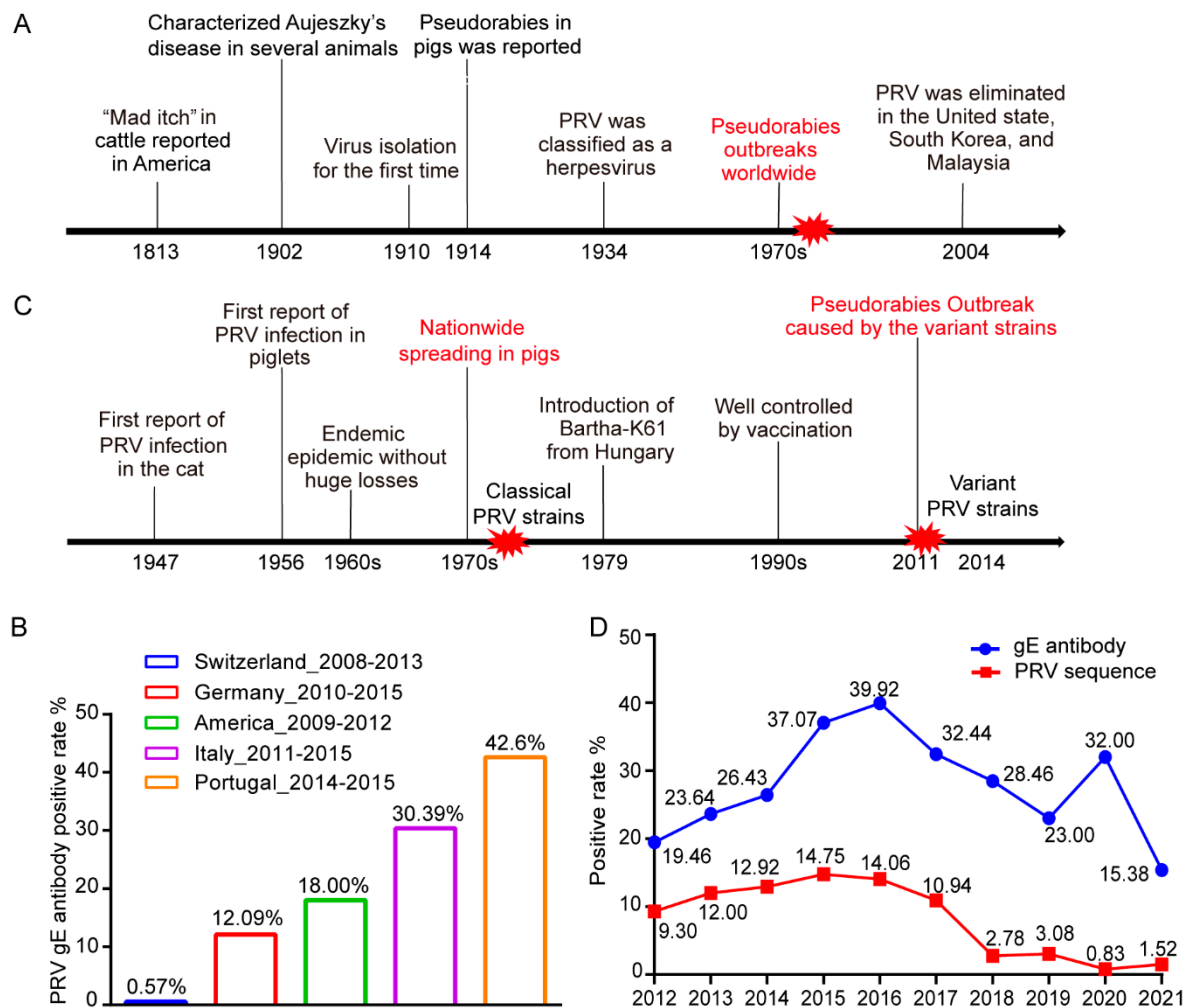 A
Characterized Aujeszky's
disease in several animals
Pseudorabies in
pigs was reported
"Mad itch" in
cattle reported
in America
Virus isolation
for the first time
PRV was
classified as a
herpesvirus
Pseudorabies
outbreaks
worldwide
PRV was eliminated
in the United state,
South Korea, and
Malaysia
1813 1902 1910 1914 1934 1970s 2004
C
First report of
PRV infection in
piglets
Nationwide
spreading in pigs
Pseudorabies Outbreak
caused by the variant strains
First report of
PRV infection
in the cat
Endemic
epidemic without
huge losses
Classical
PRV strains
Introduction of
Bartha-K61
from Hungary
Well controlled
by vaccination
Variant
PRV strains
1947 1956 1960s 1970s 1979 1990s 2011 2014
B
PRV gE antibody positive rate %
50
40
30
20
10
0
Switzerland_2008-2013
Germany_2010-2015
America_2009-2012
Italy_2011-2015
Portugal_2014-2015
0.57%
12.09%
18.00%
30.39%
42.6%
D
Positive rate %
50
40
30
20
10
0
gE antibody
PRV sequence
19.46 23.64 26.43 37.07 39.92 32.44 28.46 23.00 32.00 15.38
9.30 12.00 12.92 14.75 14.06 10.94 2.78 3.08 0.83 1.52
2012 2013 2014 2015 2016 2017 2018 2019 2020 2021